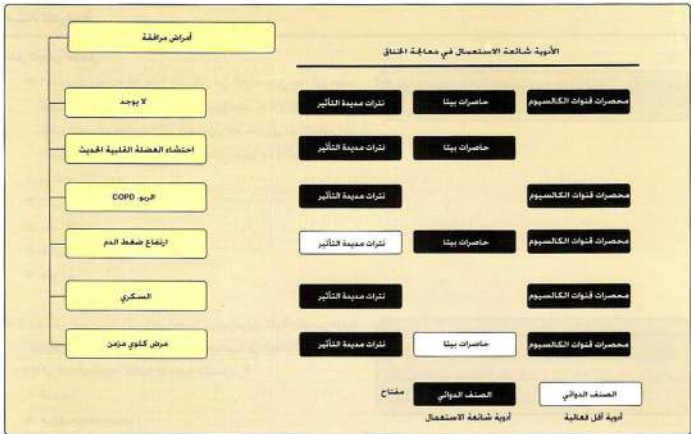 أمراض مرافقة
الأدوية شائعة الاستعمال في معالجة الخناق
لا يوجد
نترات مديدة التأثير
حاصرات بيتا
محصرات قنوات الكالسيوم
احتشاء العضلة القلبية الحديث
نترات مديدة التأثير
حاصرات بيتا
الربو، COPD
نترات مديدة التأثير
محصرات قنوات الكالسيوم
ارتفاع ضغط الدم
نترات مديدة التأثير
حاصرات بيتا
محصرات قنوات الكالسيوم
السكري
نترات مديدة التأثير
محصرات قنوات الكالسيوم
مرض كلوي مزمن
نترات مديدة التأثير
حاصرات بيتا
محصرات قنوات الكالسيوم
مفتاح
الصنف الدوائي
أدوية شائعة الاستعمال
الصنف الدوائي
أدوية أقل فعالية